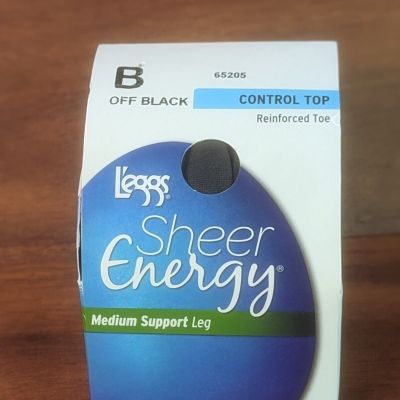 B 65205
OFF BLACK CONTROL TOP
Reinforced Toe
L'eggs®
Sheer
Energy®
Medium Support Leg